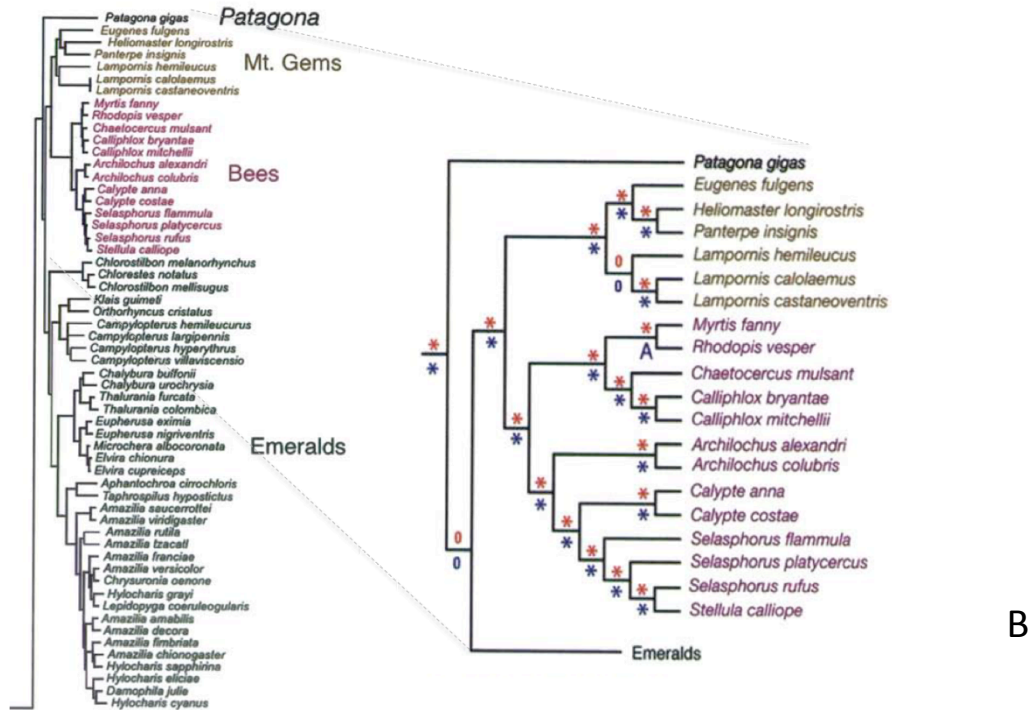 Patagona gigas
Patagona
Eugenes fulgens
Heliomaster longirostris
Panterpe insignis
Mt. Gems
Lampornis hemileucus
Lampornis calolaemus
Lampornis castaneoventris
Myrtis fanny
Rhodopis vesper
Chaetocercus mulsant
Calliphlox bryantae
Calliphlox mitchellii
Archilochus alexandri
Bees
Archilochus colubris
Calypte anna
Calypte costae
Selasphorus flammula
Selasphorus platycercus
Selasphorus rufus
Stellula calliope
Chlorostilbon melanorhynchus
Chlorestes notatus
Chlorostilbon mellisugus
Klais guimeti
Orthorhyncus cristatus
Campylopterus hemileucurus
Campylopterus largipennis
Campylopterus hyperythrus
Campylopterus villaviscensio
Chalybura buffonii
Chalybura urochrysia
Thalurania furcata
Thalurania colombica
Eupherusa eximia
Eupherusa nigriventris
Microchera albocoronata
Emeralds
Elvira chionura
Elvira cupreiceps
Aphantochroa cirrochloris
Taphrospilus hypostictus
Amazilia saucerrottei
Amazilia viridigaster
Amazilia rutila
Amazilia tzacatl
Amazilia franciae
Amazilia versicolor
Chrysuronia oenone
Hylocharis grayi
Lepidopyga coeruleogularis
Amazilia amabilis
Amazilia decora
Amazilia fimbriata
Amazilia chionogaster
Hylocharis sapphirina
Hylocharis eliciae
Damophila julie
Hylocharis cyanus
Patagona gigas
Eugenes fulgens
*
*
Heliomaster longirostris
*
*
Panterpe insignis
*
*
Lampornis hemileucus
0
0
Lampornis calolaemus
*
*
Lampornis castaneoventris
*
*
Myrtis fanny
*
A
Rhodopis vesper
*
*
Chaetocercus mulsant
*
*
Calliphlox bryantae
*
*
Calliphlox mitchellii
*
*
Archilochus alexandri
*
*
Archilochus colubris
*
*
Calypte anna
*
*
Calypte costae
*
*
Selasphorus flammula
*
*
Selasphorus platycercus
*
*
Selasphorus rufus
*
*
Stellula calliope
*
*
0
0
Emeralds
B